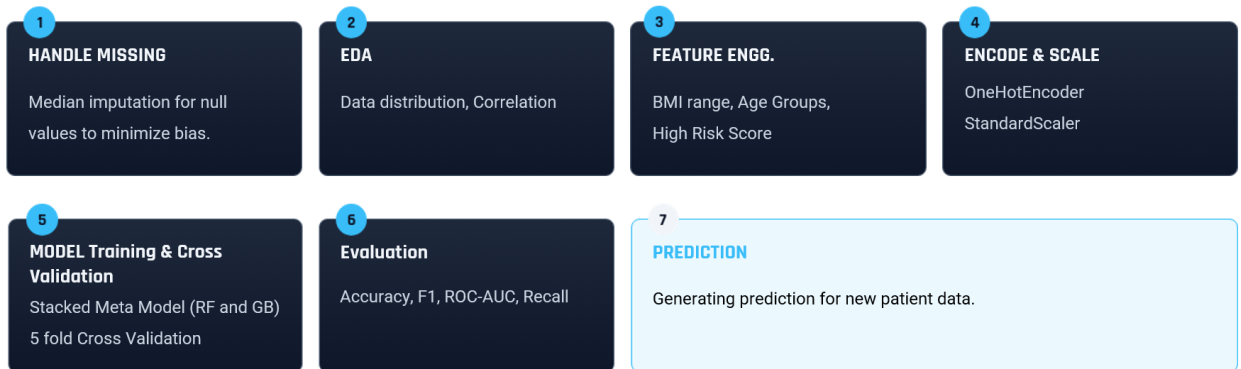 1
HANDLE MISSING
Median imputation for null
values to minimize bias.
2
EDA
Data distribution, Correlation
3
FEATURE ENGG.
BMI range, Age Groups,
High Risk Score
4
ENCODE & SCALE
OneHotEncoder
StandardScaler
5
MODEL Training & Cross
Validation
Stacked Meta Model (RF and GB)
5 fold Cross Validation
6
Evaluation
Accuracy, F1, ROC-AUC, Recall
7
PREDICTION
Generating prediction for new patient data.